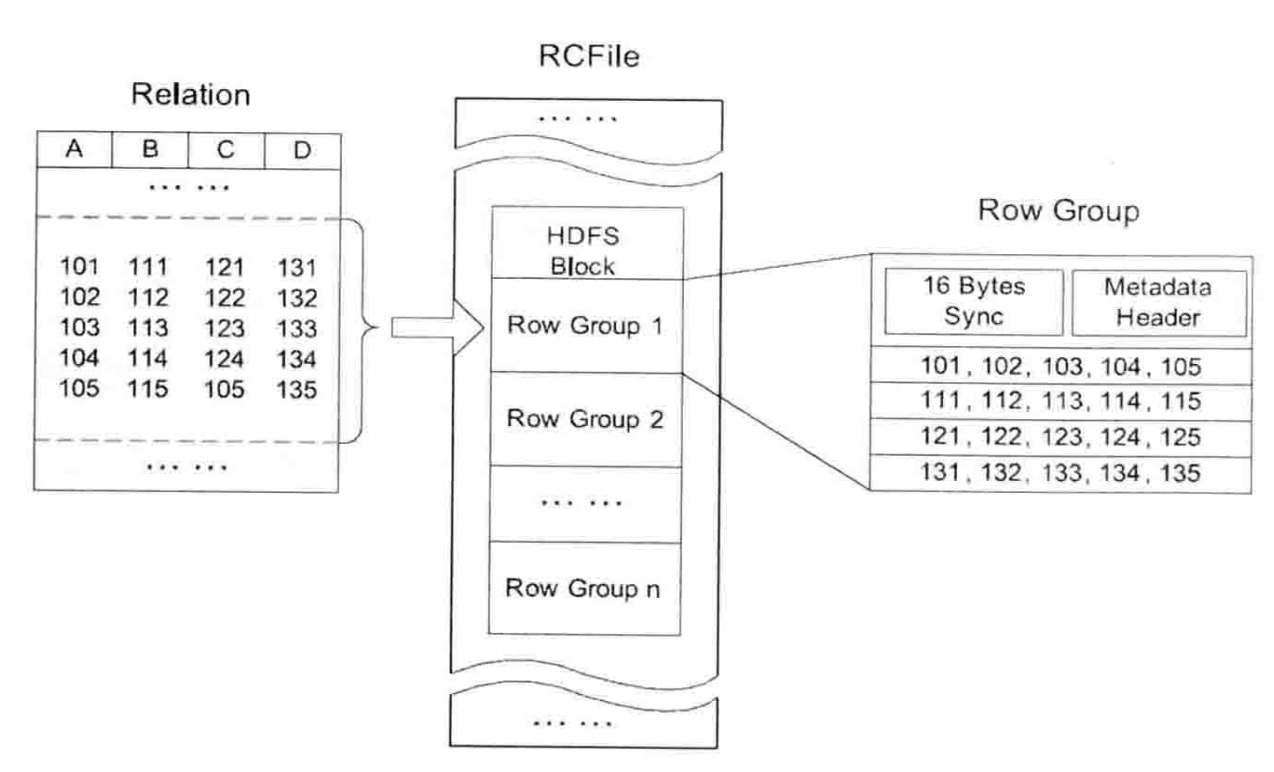 RCFile
Relation
A B C D
... ...
101 111 121 131
102 112 122 132
103 113 123 133
104 114 124 134
105 115 105 135
... ...
... ...
HDFS
Block
Row Group 1
Row Group 2
... ...
Row Group n
... ...
Row Group
16 Bytes
Sync
Metadata
Header
101, 102, 103, 104, 105
111, 112, 113, 114, 115
121, 122, 123, 124, 125
131, 132, 133, 134, 135